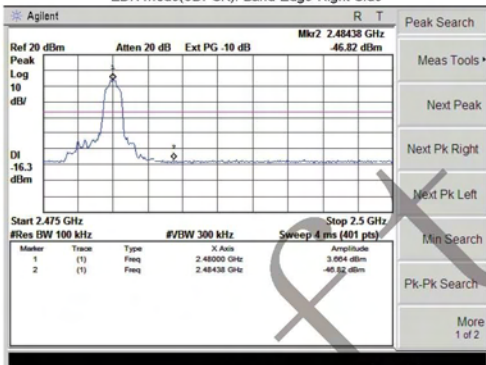 Agilent R T
Peak Search
Mkr2 2.48438 GHz
Ref 20 dBm Atten 20 dB Ext PG -10 dB -46.82 dBm
Peak
Log
10
dB/
1
DI
-16.3
dBm
Start 2.475 GHz Stop 2.5 GHz
#Res BW 100 kHz #VBW 300 kHz Sweep 4 ms (401 pts)
Marker Trace Type X Axis Amplitude
1 (1) Freq 2.48000 GHz 3.664 dBm
2 (1) Freq 2.48438 GHz -46.82 dBm
Meas Tools
Next Peak
Next Pk Right
Next Pk Left
Min Search
Pk-Pk Search
More
1 of 2